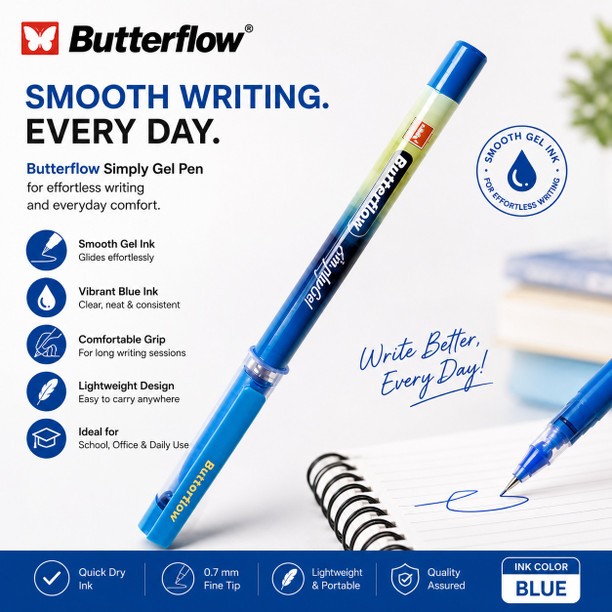 Butterflow®
SMOOTH WRITING.
EVERY DAY.
Butterflow Simply Gel Pen
for effortless writing
and everyday comfort.
Smooth Gel Ink
Glides effortlessly
Vibrant Blue Ink
Clear, neat & consistent
Comfortable Grip
For long writing sessions
Lightweight Design
Easy to carry anywhere
Ideal for
School, Office & Daily Use
Butterflow
SimplyGel
Butterflow
SMOOTH GEL INK
FOR EFFORTLESS WRITING
Write Better,
Every Day!
Quick Dry
Ink
0.7 mm
Fine Tip
Lightweight
& Portable
Quality
Assured
INK COLOR
BLUE